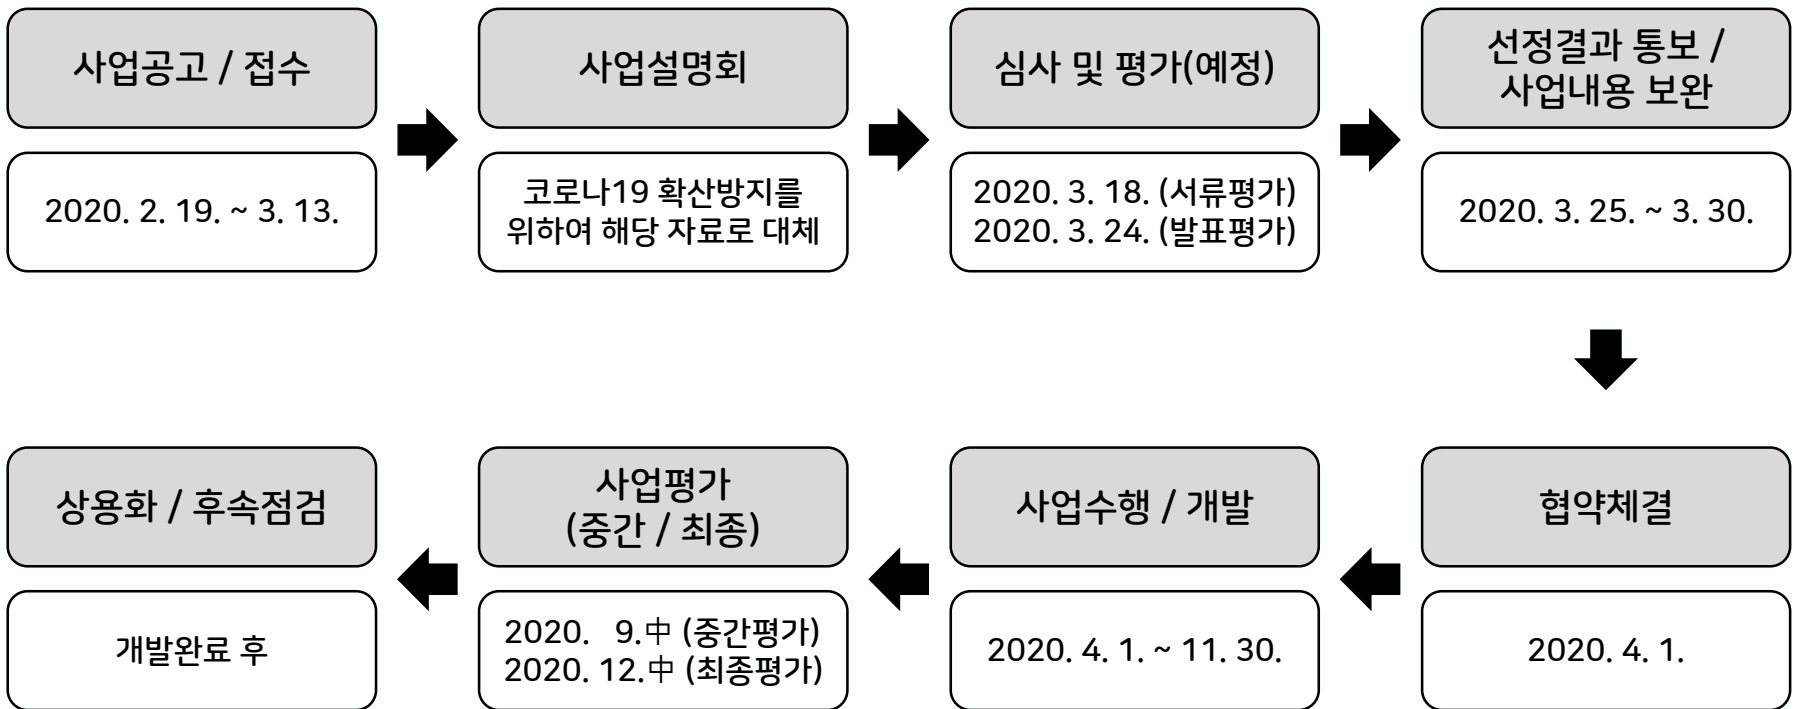 사업공고 / 접수
2020. 2. 19. ~ 3. 13.
사업설명회
코로나19 확산방지를
위하여 해당 자료로 대체
심사 및 평가(예정)
2020. 3. 18. (서류평가)
2020. 3. 24. (발표평가)
선정결과 통보 /
사업내용 보완
2020. 3. 25. ~ 3. 30.
협약체결
2020. 4. 1.
사업수행 / 개발
2020. 4. 1. ~ 11. 30.
사업평가
(중간 / 최종)
2020.   9.中 (중간평가)
2020. 12.中 (최종평가)
상용화 / 후속점검
개발완료 후